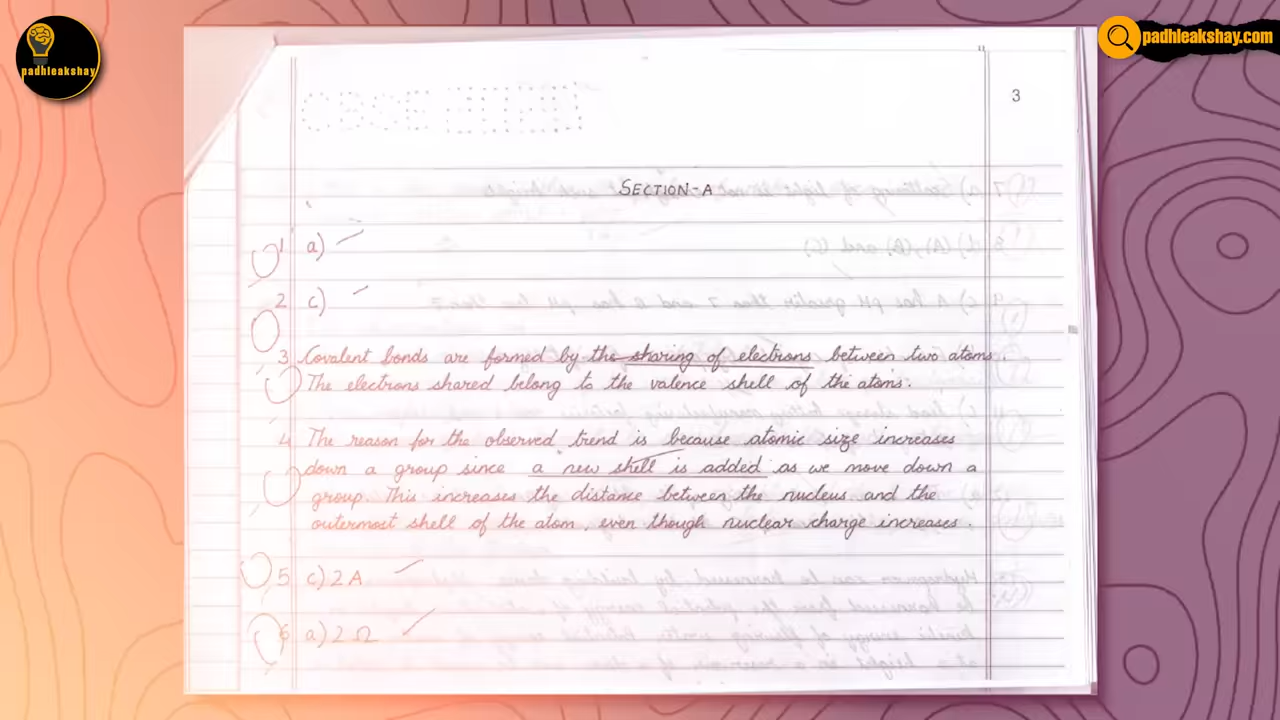 padhleakshay
padhleakshay.com
3
SECTION-A
1 a)
2 c)
3 Covalent bonds are formed by the sharing of electrons between two atoms.
The electrons shared belong to the valence shell of the atoms.
4 The reason for the observed trend is because atomic size increases
down a group since a new shell is added as we move down a
group. This increases the distance between the nucleus and the
outermost shell of the atom, even though nuclear charge increases.
5 c) 2 A
6 a) 2 Ω